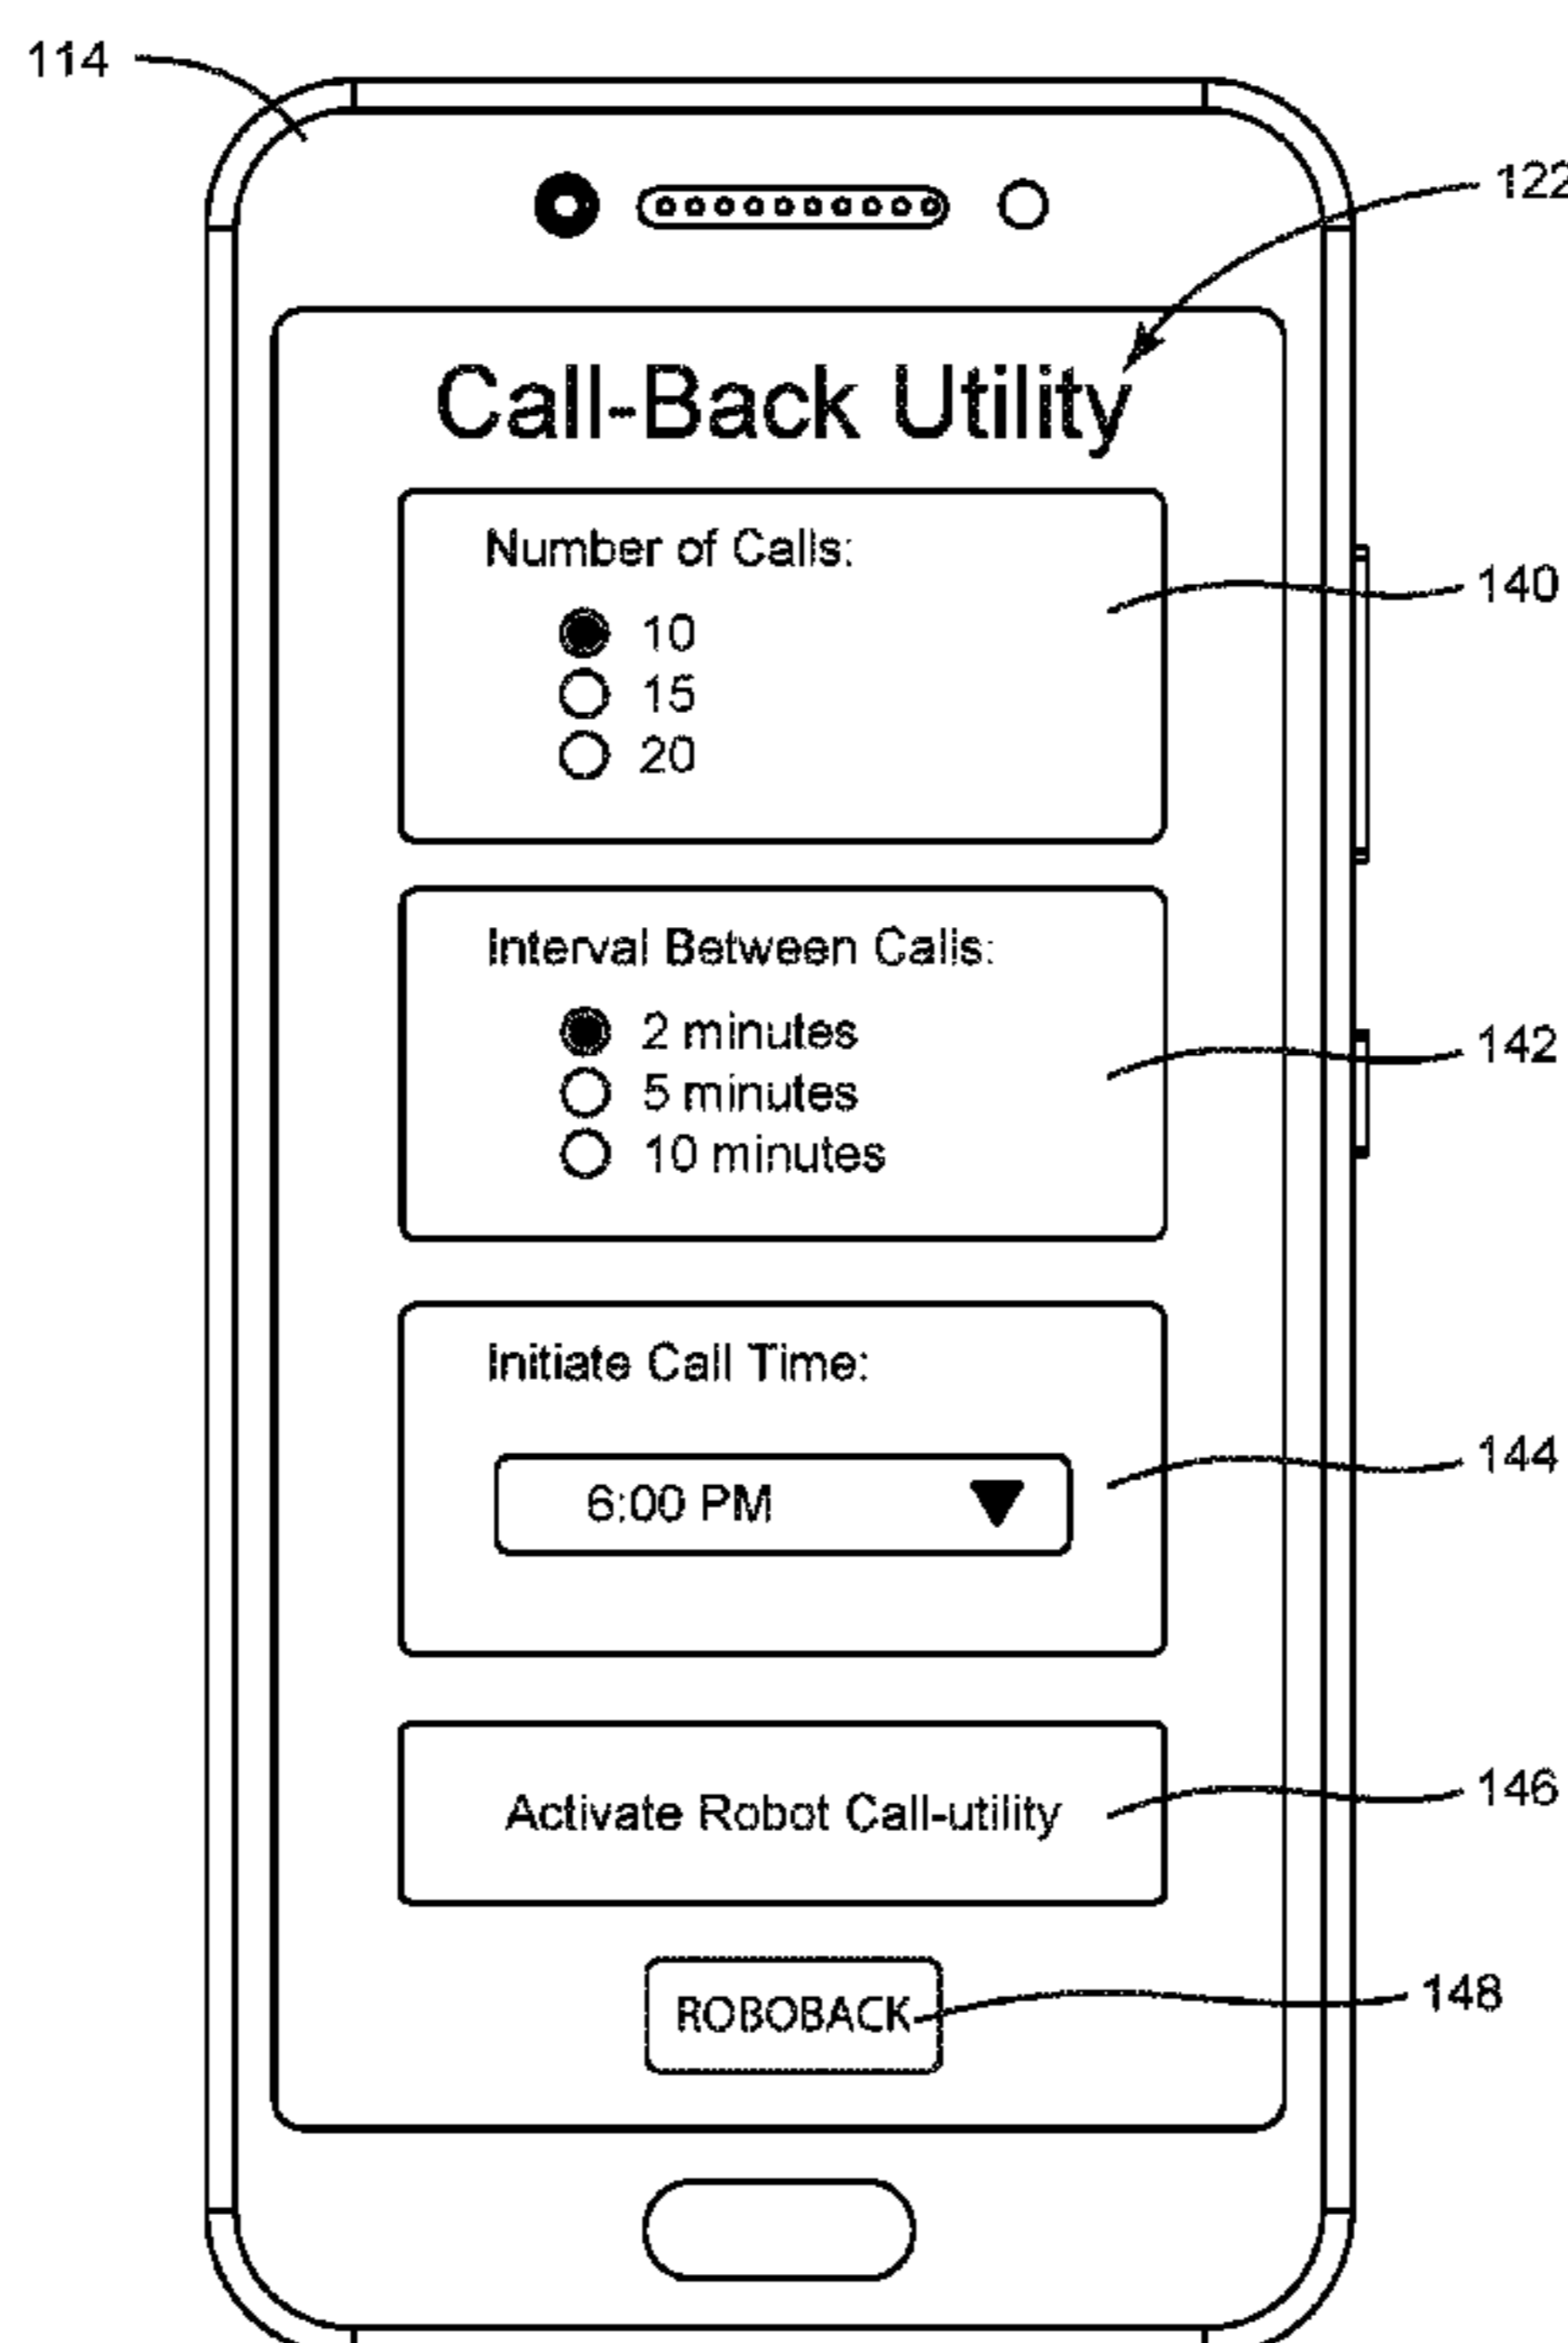 114
122
Call-Back Utility
Number of Calls:
10
140
15
20
Interval Between Calls:
2 minutes
142
5 minutes
10 minutes
Initiate Call Time:
144
6:00 PM
Activate Robot Call-utility
146
ROBOBACK
148